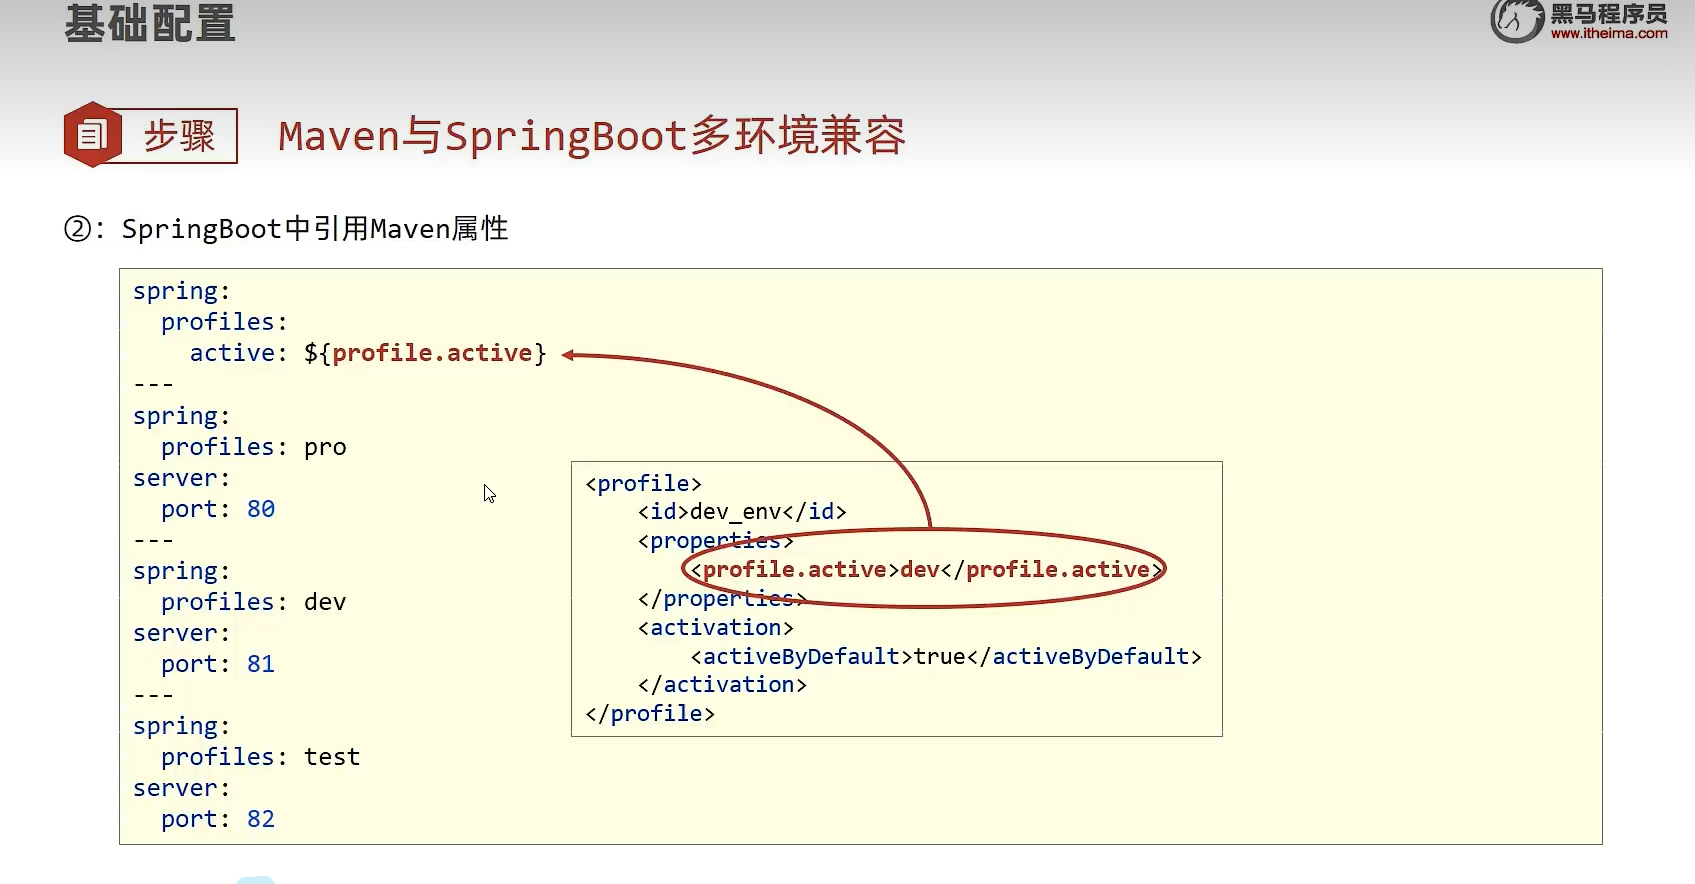 基础配置
黑马程序员
www.itheima.com
步骤
Maven与SpringBoot多环境兼容
②：SpringBoot中引用Maven属性
spring:
  profiles:
    active: ${profile.active}
---
spring:
  profiles: pro
server:
  port: 80
---
spring:
  profiles: dev
server:
  port: 81
---
spring:
  profiles: test
server:
  port: 82
<profile>
    <id>dev_env</id>
    <properties>
        <profile.active>dev</profile.active>
    </properties>
    <activation>
        <activeByDefault>true</activeByDefault>
    </activation>
</profile>